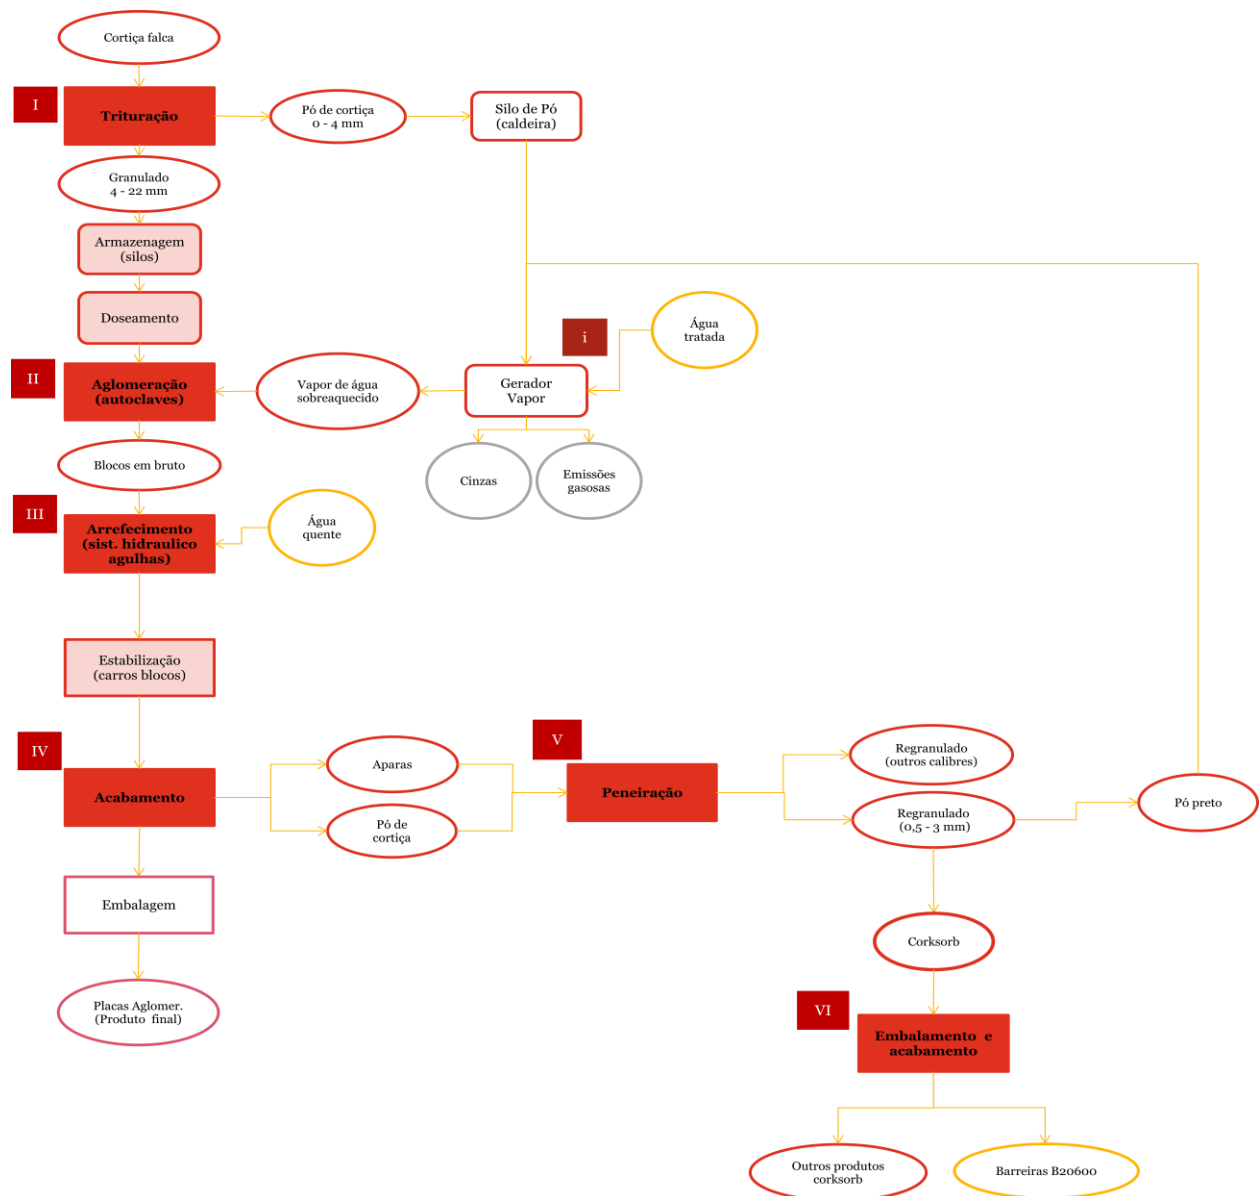 Cortiça falca
I
Trituração
Pó de cortiça
0 - 4 mm
Silo de Pó
(caldeira)
Granulado
4 - 22 mm
Armazenagem
(silos)
Doseamento
i
Água
tratada
II
Aglomeração
(autoclaves)
Vapor de água
sobreaquecido
Gerador
Vapor
Blocos em bruto
Cinzas
Emissões
gasosas
III
Arrefecimento
(sist. hidraulico
agulhas)
Água
quente
Estabilização
(carros blocos)
IV
Acabamento
Aparas
Pó de
cortiça
V
Peneiração
Regranulado
(outros calibres)
Regranulado
(0,5 - 3 mm)
Pó preto
Embalagem
Corksorb
Placas Aglomer.
(Produto final)
VI
Embalamento e
acabamento
Outros produtos
corksorb
Barreiras B20600